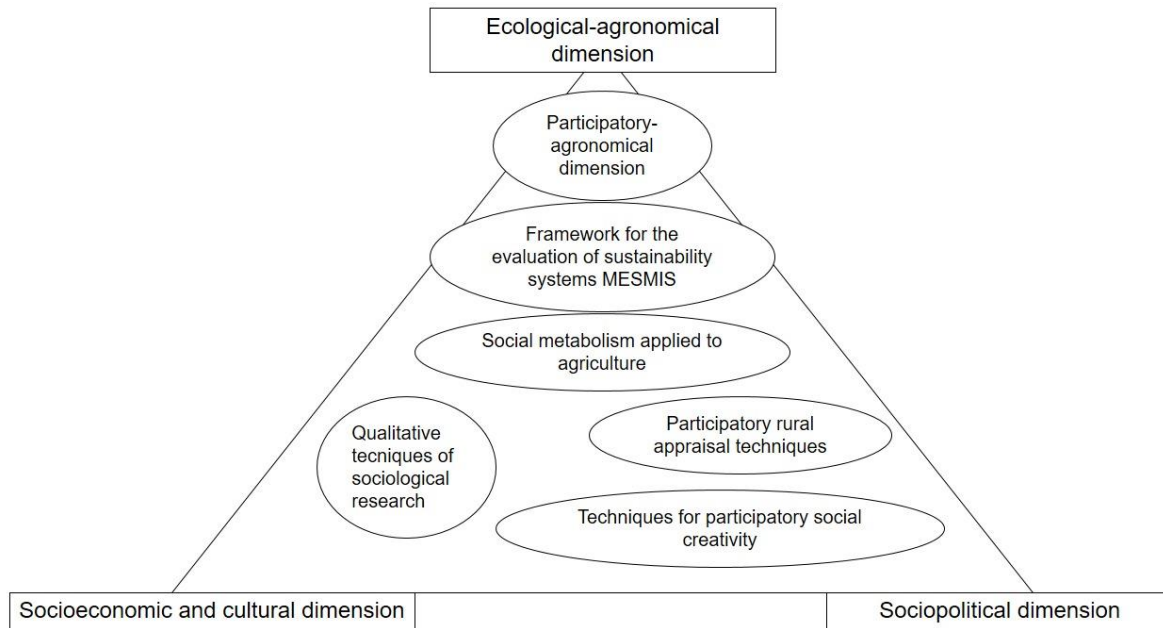 Ecological-agronomical
dimension
Participatory-
agronomical
dimension
Framework for the
evaluation of sustainability
systems MESMIS
Social metabolism applied to
agriculture
Qualitative
tecniques of
sociological
research
Participatory rural
appraisal techniques
Techniques for participatory social
creativity
Socioeconomic and cultural dimension
Sociopolitical dimension